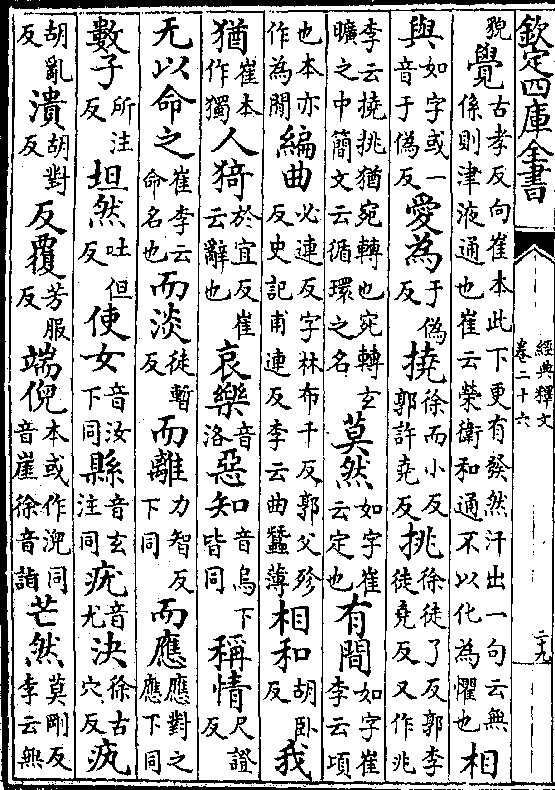 欽定四庫全書
經典釋文
卷二十六
貌覺古孝反向崔本此下更有發然汗出一句云無係則津液通也崔云榮衛和通不以化為懼也相
與如字或一音于偽反愛為于偽反撓徐而小反郭許堯反挑徐徒了反郭李徒堯反又作兆
李云撓挑猶宛轉也宛轉玄曠之中簡文云循環之名莫然如字崔云定也有間如字崔李云項
也本亦作為閒編曲必連反字林布千反郭父殄反史記甫連反李云曲蠶薄相和胡卧反我
猶崔本作獨人猗於宜反崔云辭也哀樂音洛惡知音烏下皆同稱情尺證反
无以命之崔李云命名也而淡徒暫反而離力智反下同而應應對之應下同
數子所注反坦然吐但反使女音汝下同縣音玄注同疣音尤決徐古穴反
胡亂反潰胡對反反覆芳服反端倪本或作淣同音崖徐音詣芒然莫剛反李云無